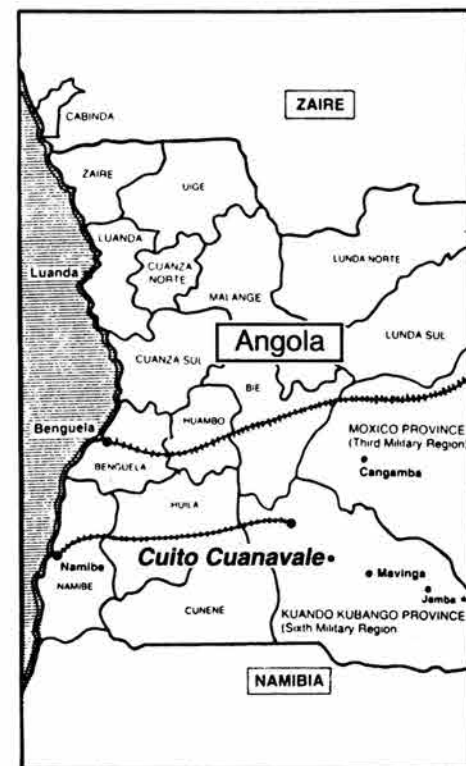 ZAIRE
CABINDA
ZAIRE
UIGE
LUANDA
Luanda
CUANZA
NORTE
LUNDA NORTE
MALANGE
Angola
LUNDA SUL
CUANZA SUL
BIE
Benguela
HUAMBO
MOXICO PROVINCE
(Third Military Region)
Cangamba
BENGUELA
HUILA
Cuito Cuanavale
Namibe
NAMIBE
Mavinga
Jamba
CUNENE
KUANDO KUBANGO PROVINCE
(Sixth Military Region
NAMIBIA